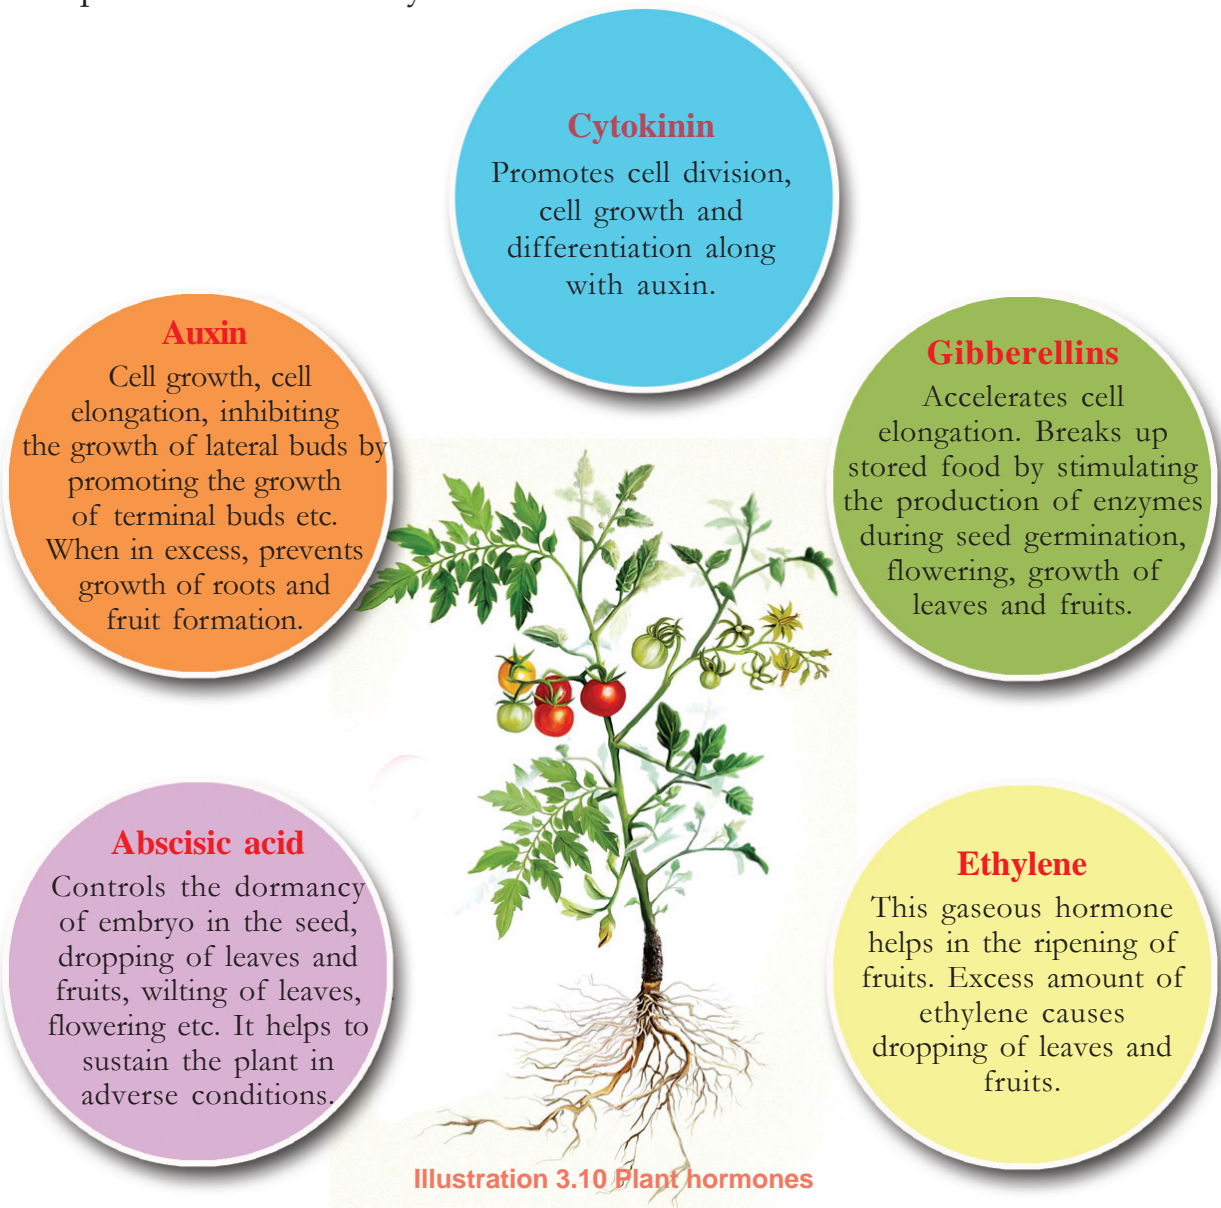 Cytokinin
Promotes cell division,
cell growth and
differentiation along
with auxin.
Auxin
Cell growth, cell
elongation, inhibiting
the growth of lateral buds by
promoting the growth
of terminal buds etc.
When in excess, prevents
growth of roots and
fruit formation.
Gibberellins
Accelerates cell
elongation. Breaks up
stored food by stimulating
the production of enzymes
during seed germination,
flowering, growth of
leaves and fruits.
Abscisic acid
Controls the dormancy
of embryo in the seed,
dropping of leaves and
fruits, wilting of leaves,
flowering etc. It helps to
sustain the plant in
adverse conditions.
Ethylene
This gaseous hormone
helps in the ripening of
fruits. Excess amount of
ethylene causes
dropping of leaves and
fruits.
Illustration 3.10 Plant hormones